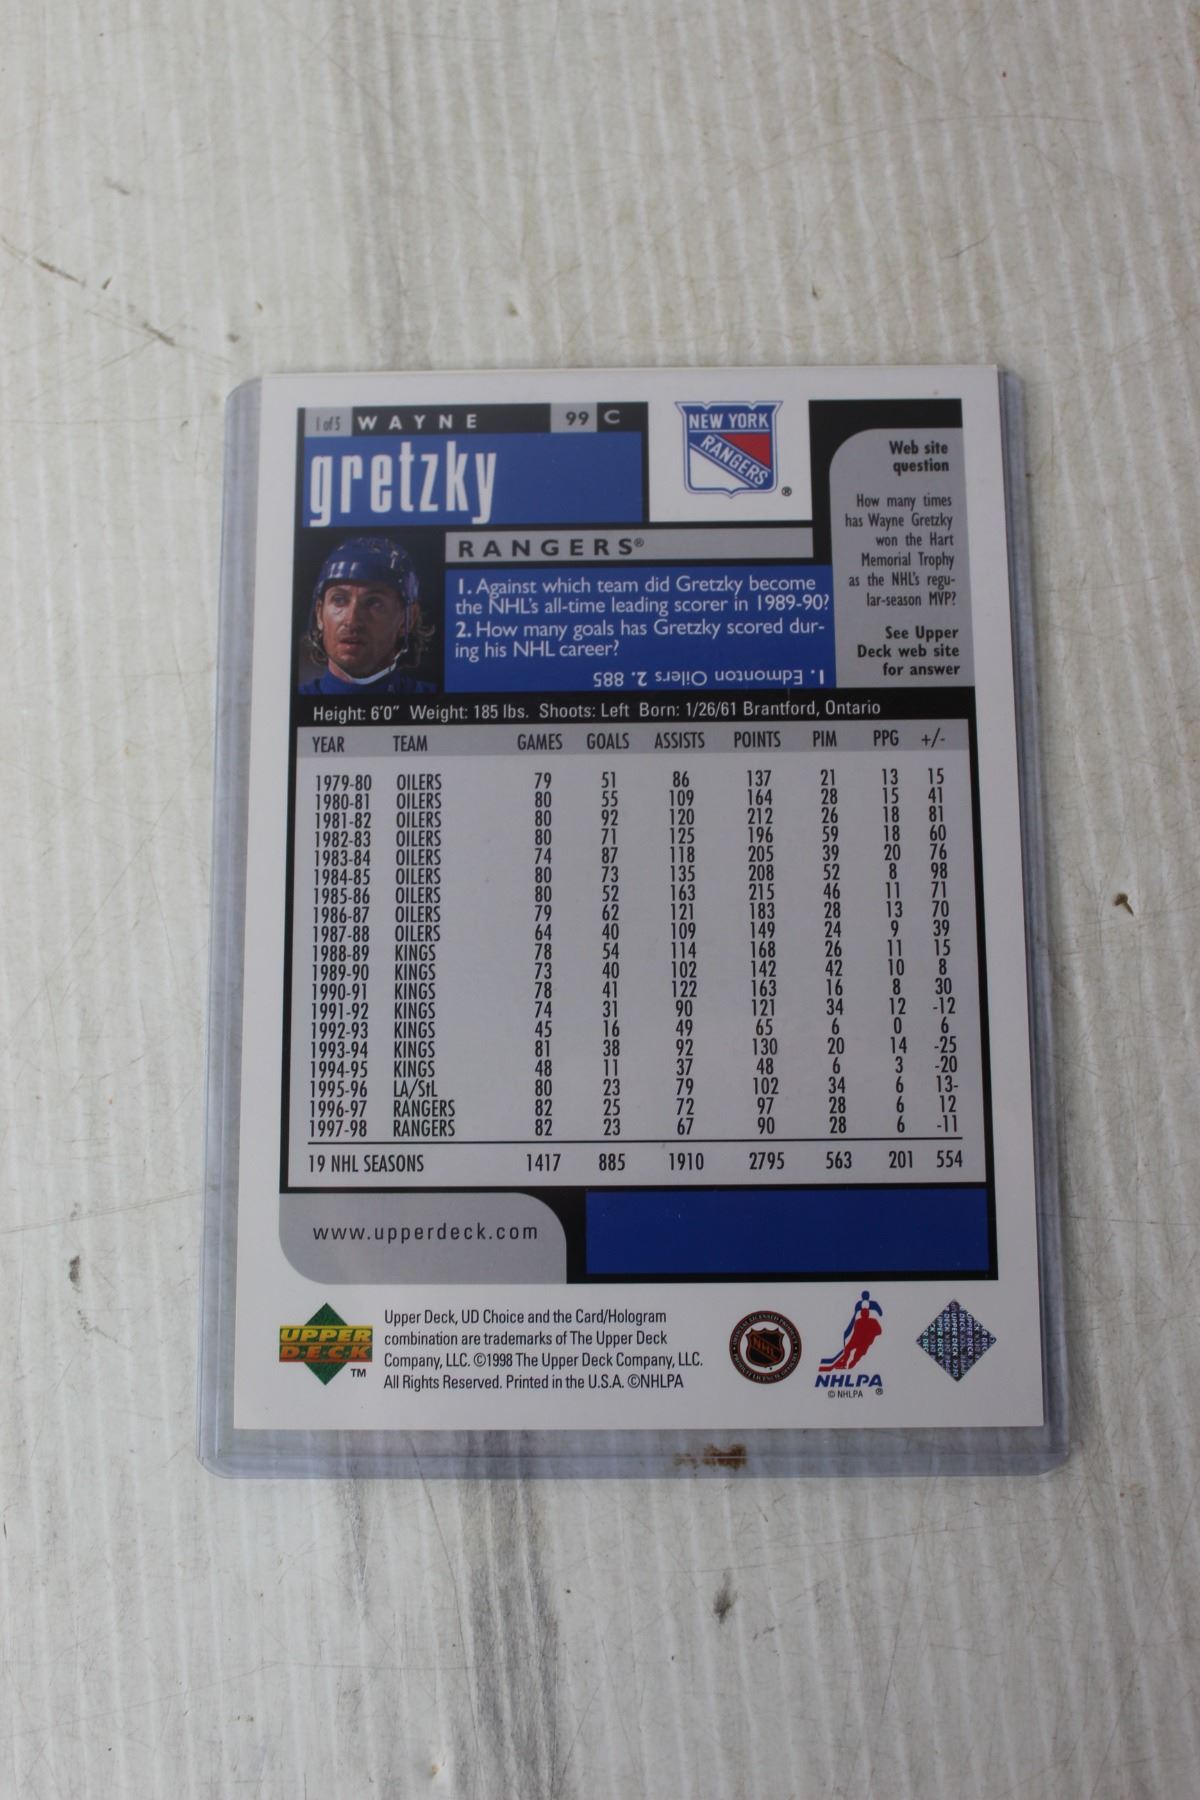 1 of 5 WAYNE 99 C
gretzky
NEW YORK
RANGERS
®
RANGERS®
1. Against which team did Gretzky become
the NHL's all-time leading scorer in 1989-90?
2. How many goals has Gretzky scored dur-
ing his NHL career?
1. Edmonton Oilers 2. 885
Web site
question
How many times
has Wayne Gretzky
won the Hart
Memorial Trophy
as the NHL's regu-
lar-season MVP?
See Upper
Deck web site
for answer
Height: 6'0" Weight: 185 lbs. Shoots: Left Born: 1/26/61 Brantford, Ontario
YEAR TEAM GAMES GOALS ASSISTS POINTS PIM PPG +/-
1979-80 OILERS 79 51 86 137 21 13 15
1980-81 OILERS 80 55 109 164 28 15 41
1981-82 OILERS 80 92 120 212 26 18 81
1982-83 OILERS 80 71 125 196 59 18 60
1983-84 OILERS 74 87 118 205 39 20 76
1984-85 OILERS 80 73 135 208 52 8 98
1985-86 OILERS 80 52 163 215 46 11 71
1986-87 OILERS 79 62 121 183 28 13 70
1987-88 OILERS 64 40 109 149 24 9 39
1988-89 KINGS 78 54 114 168 26 11 15
1989-90 KINGS 73 40 102 142 42 10 8
1990-91 KINGS 78 41 122 163 16 8 30
1991-92 KINGS 74 31 90 121 34 12 -12
1992-93 KINGS 45 16 49 65 6 0 6
1993-94 KINGS 81 38 92 130 20 14 -25
1994-95 KINGS 48 11 37 48 6 3 -20
1995-96 LA/StL 80 23 79 102 34 6 13-
1996-97 RANGERS 82 25 72 97 28 6 12
1997-98 RANGERS 82 23 67 90 28 6 -11
19 NHL SEASONS 1417 885 1910 2795 563 201 554
www.upperdeck.com
UPPER
DECK
™
Upper Deck, UD Choice and the Card/Hologram
combination are trademarks of The Upper Deck
Company, LLC. ©1998 The Upper Deck Company, LLC.
All Rights Reserved. Printed in the U.S.A. ©NHLPA
NHL
NHLPA
© NHLPA ®